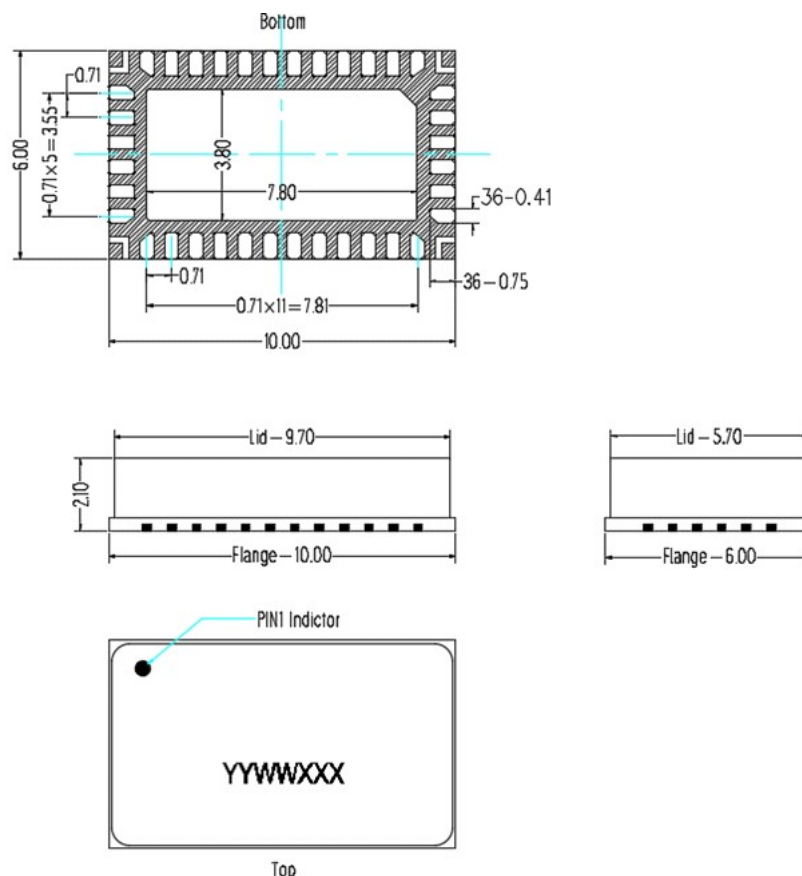 Bottom
0.71
0.71×5=3.55
6.00
3.80
7.80
36-0.41
0.71
36-0.75
0.71×11=7.81
10.00
Lid-9.70
2.10
Flange-10.00
Lid-5.70
Flange-6.00
PIN1 Indictor
YYWWXXX
Top